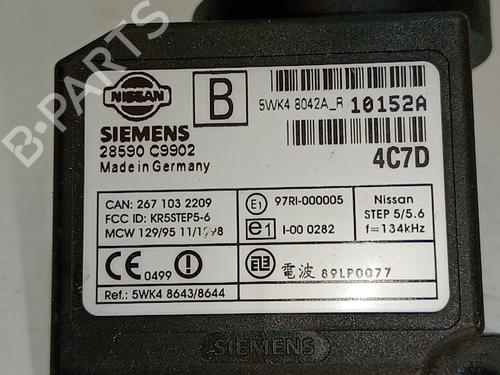 NISSAN
B
5WK4 8042A_R 10152A
SIEMENS
28590 C9902
Made in Germany
4C7D
CAN: 267 103 2209
FCC ID: KR5STEP5-6
MCW 129/95 11/1998
E1 97RI-000005
e1 I-00 0282
Nissan
STEP 5/5.6
f=134kHz
CE 0499 !
電波 89LP0077
Ref.: 5WK4 8643/8644
SIEMENS
B-PARTS